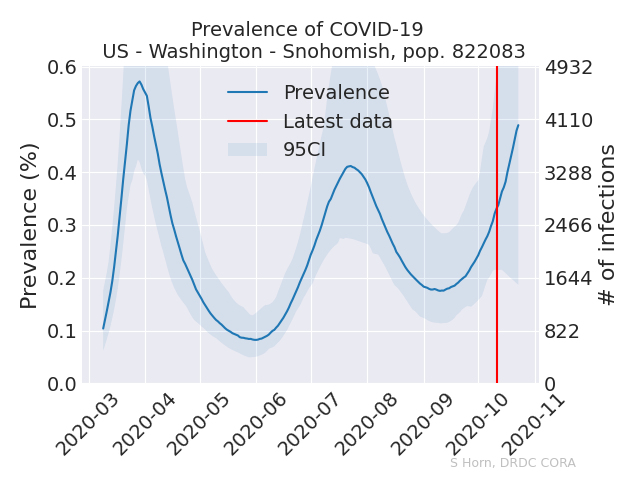 Prevalence of COVID-19
US - Washington - Snohomish, pop. 822083
Prevalence
Latest data
95CI
Prevalence (%)
0.6
0.5
0.4
0.3
0.2
0.1
0.0
4932
4110
3288
2466
1644
822
0
# of infections
2020-03
2020-04
2020-05
2020-06
2020-07
2020-08
2020-09
2020-10
2020-11
S Horn, DRDC CORA